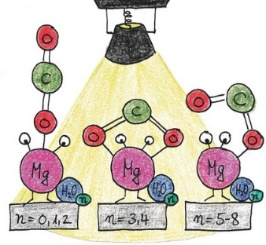 O
C
O
Mg
H₂O n
n = 0,1,2
C
O O
Mg
H₂O n
n = 3,4
O C
O
Mg
H₂O n
n = 5-8